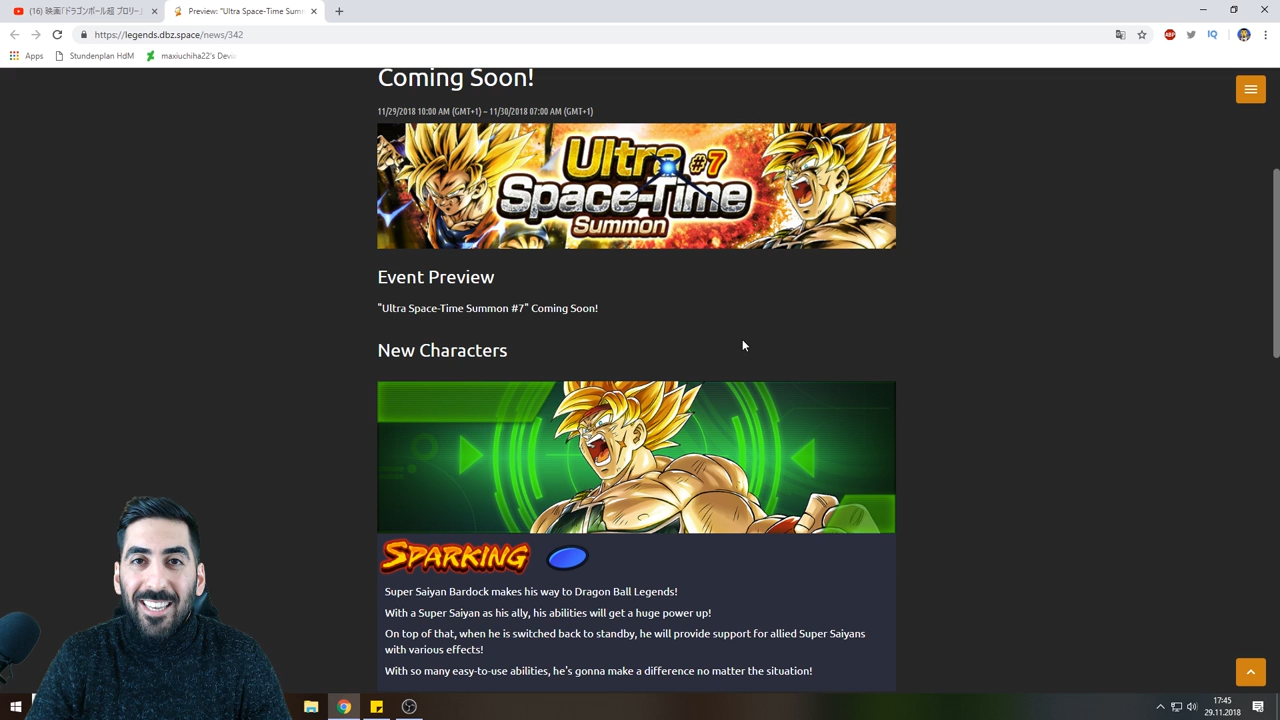 (16) 映画「ドラゴンボール超 ブロリー」
Preview: "Ultra Space-Time Summ
https://legends.dbz.space/news/342
ABP
IQ
Apps
Stundenplan HdM
maxiuchiha22's Devi
Coming Soon!
11/29/2018 10:00 AM (GMT+1) – 11/30/2018 07:00 AM (GMT+1)
Ultra #7
Space-Time
Summon
Event Preview
"Ultra Space-Time Summon #7" Coming Soon!
New Characters
SPARKING
Super Saiyan Bardock makes his way to Dragon Ball Legends!
With a Super Saiyan as his ally, his abilities will get a huge power up!
On top of that, when he is switched back to standby, he will provide support for allied Super Saiyans
with various effects!
With so many easy-to-use abilities, he's gonna make a difference no matter the situation!
17:45
29.11.2018